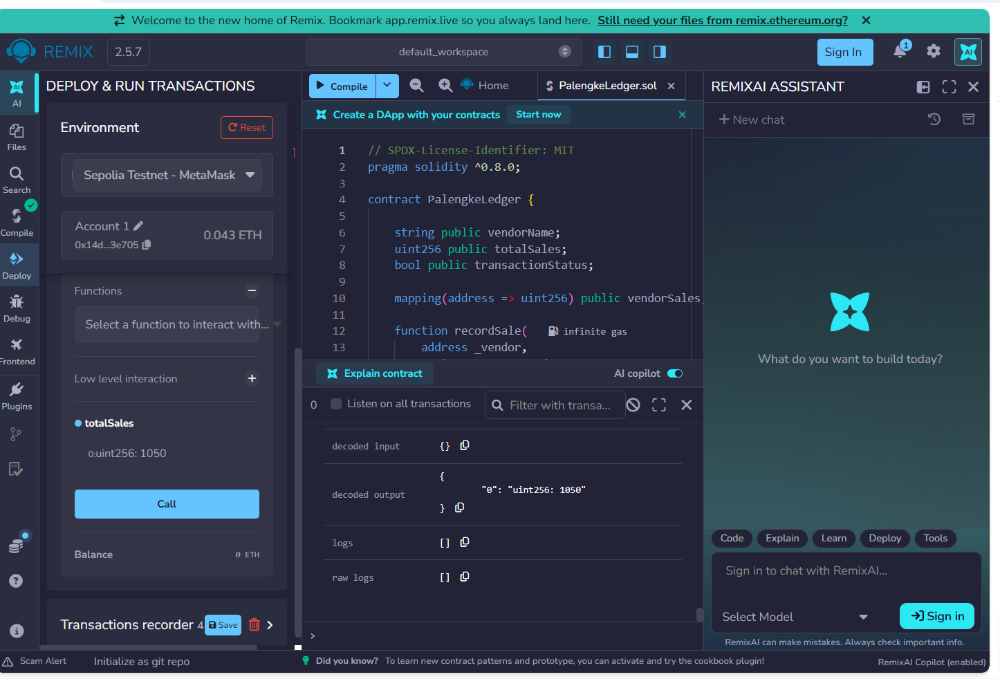 Welcome to the new home of Remix. Bookmark app.remix.live so you always land here. Still need your files from remix.ethereum.org?
REMIX
2.5.7
default_workspace
Sign In
1
AI
AI
AI
Files
Search
Compile
Deploy
Debug
Frontend
Plugins
DEPLOY & RUN TRANSACTIONS
Environment
Reset
Sepolia Testnet - MetaMask
Account 1
0x14d...3e705
0.043 ETH
Functions
Select a function to interact with...
Low level interaction
totalSales
0:uint256: 1050
Call
Balance
0 ETH
Transactions recorder 4
Save
Compile
Home
PalengkeLedger.sol
Create a DApp with your contracts
Start now
1 // SPDX-License-Identifier: MIT
2 pragma solidity ^0.8.0;
3
4 contract PalengkeLedger {
5
6 string public vendorName;
7 uint256 public totalSales;
8 bool public transactionStatus;
9
10 mapping(address => uint256) public vendorSales;
11
12 function recordSale( infinite gas
13 address _vendor,
Explain contract
AI copilot
0
Listen on all transactions
Filter with transa...
decoded input {}
decoded output
{
"0": "uint256: 1050"
}
logs []
raw logs []
>
REMIXAI ASSISTANT
New chat
What do you want to build today?
Code
Explain
Learn
Deploy
Tools
Sign in to chat with RemixAI...
Select Model
Sign in
RemixAI can make mistakes. Always check important info.
Scam Alert
Initialize as git repo
Did you know? To learn new contract patterns and prototype, you can activate and try the cookbook plugin!
RemixAI Copilot (enabled)